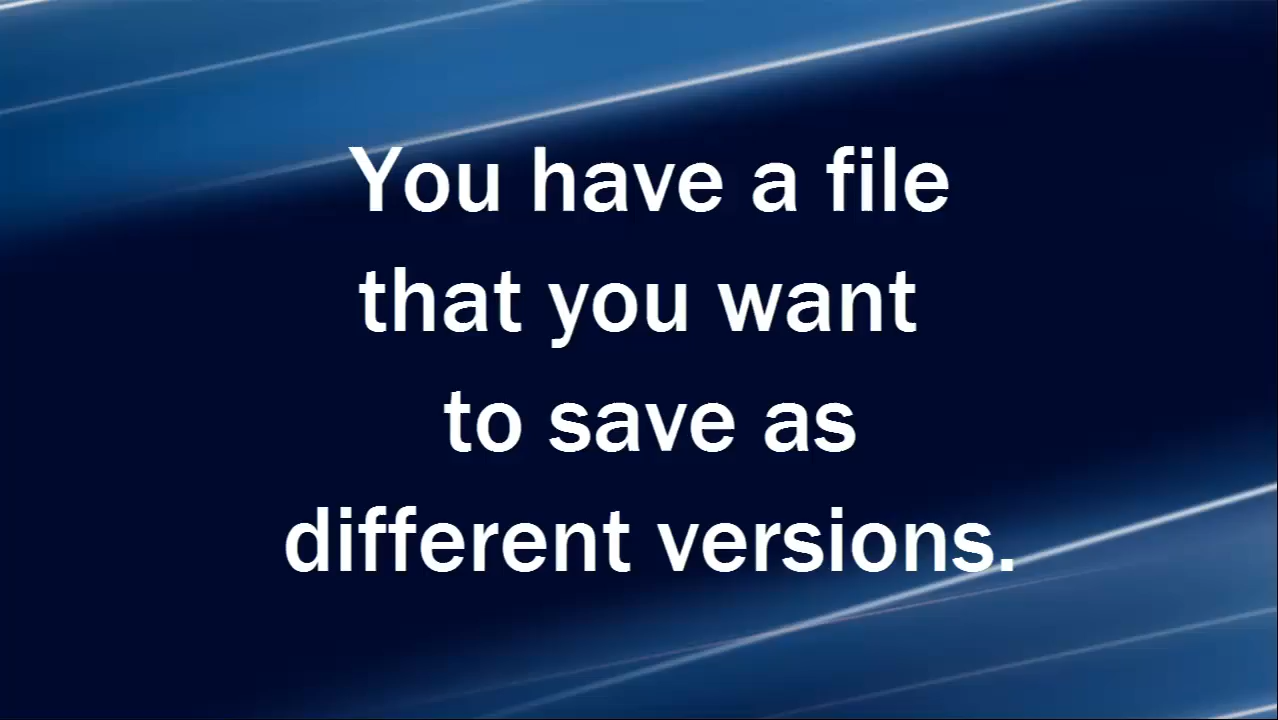 You have a file
that you want
to save as
different versions.